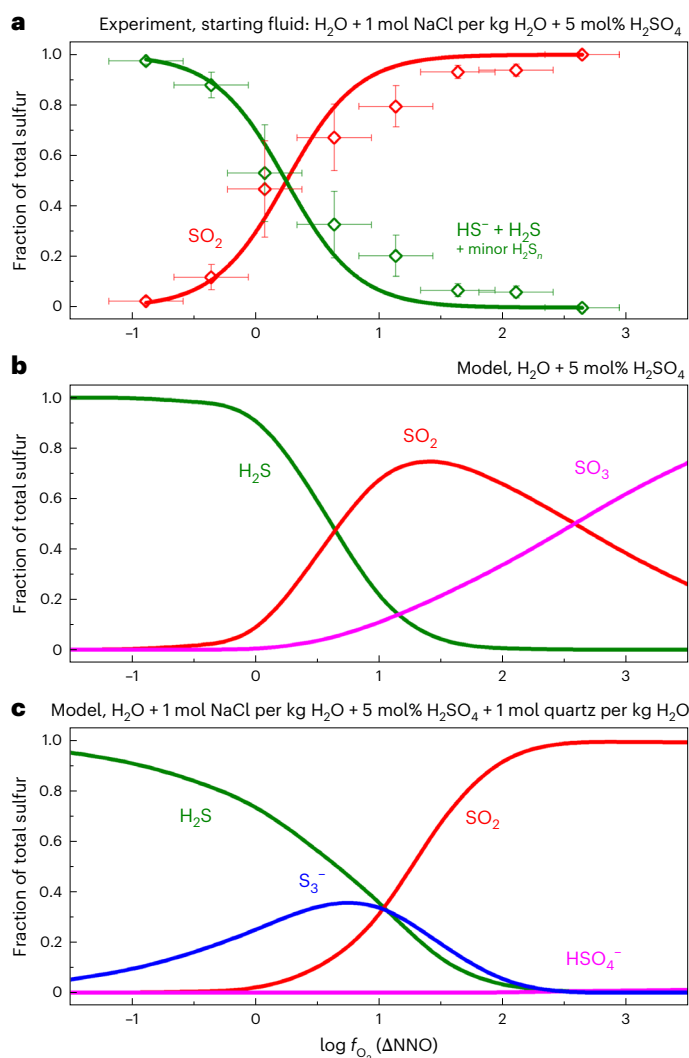 a Experiment, starting fluid: H₂O + 1 mol NaCl per kg H₂O + 5 mol% H₂SO₄
Fraction of total sulfur
1.0
0.8
0.6
0.4
0.2
0
SO₂
HS⁻ + H₂S
+ minor H₂Sₙ
–1 0 1 2 3
b Model, H₂O + 5 mol% H₂SO₄
Fraction of total sulfur
1.0
0.8
0.6
0.4
0.2
0
H₂S
SO₂
SO₃
–1 0 1 2 3
c Model, H₂O + 1 mol NaCl per kg H₂O + 5 mol% H₂SO₄ + 1 mol quartz per kg H₂O
Fraction of total sulfur
1.0
0.8
0.6
0.4
0.2
0
H₂S
S₃⁻
SO₂
HSO₄⁻
–1 0 1 2 3
log f O₂ (ΔNNO)